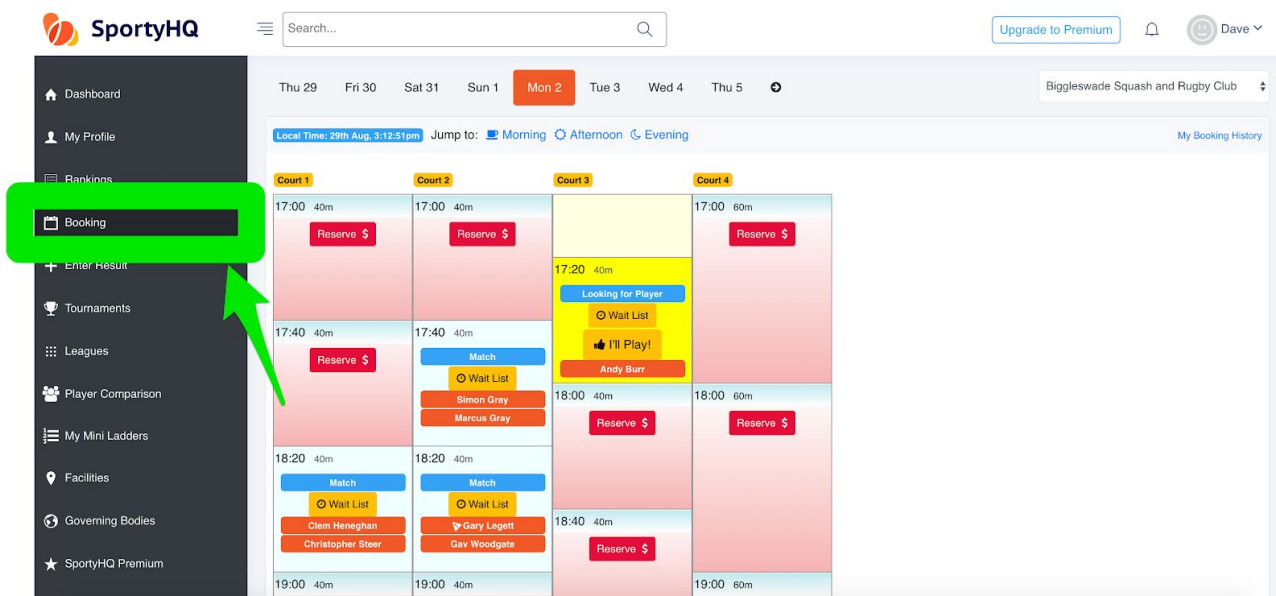 SportyHQ
Search...
Upgrade to Premium
Dave
Dashboard
My Profile
Rankings
Booking
Enter Result
Tournaments
Leagues
Player Comparison
My Mini Ladders
Facilities
Governing Bodies
SportyHQ Premium
Thu 29 Fri 30 Sat 31 Sun 1 Mon 2 Tue 3 Wed 4 Thu 5
Biggleswade Squash and Rugby Club
Local Time: 29th Aug, 3:12:51pm Jump to: Morning Afternoon Evening
My Booking History
Court 1
17:00 40m
Reserve $
17:40 40m
Reserve $
18:20 40m
Match
Wait List
Clem Heneghan
Christopher Steer
19:00 40m
Court 2
17:00 40m
Reserve $
17:40 40m
Match
Wait List
Simon Gray
Marcus Gray
18:20 40m
Match
Wait List
Gary Legett
Gav Woodgate
19:00 40m
Court 3
17:20 40m
Looking for Player
Wait List
I'll Play!
Andy Burr
18:00 40m
Reserve $
18:40 40m
Reserve $
Court 4
17:00 60m
Reserve $
18:00 60m
Reserve $
19:00 60m